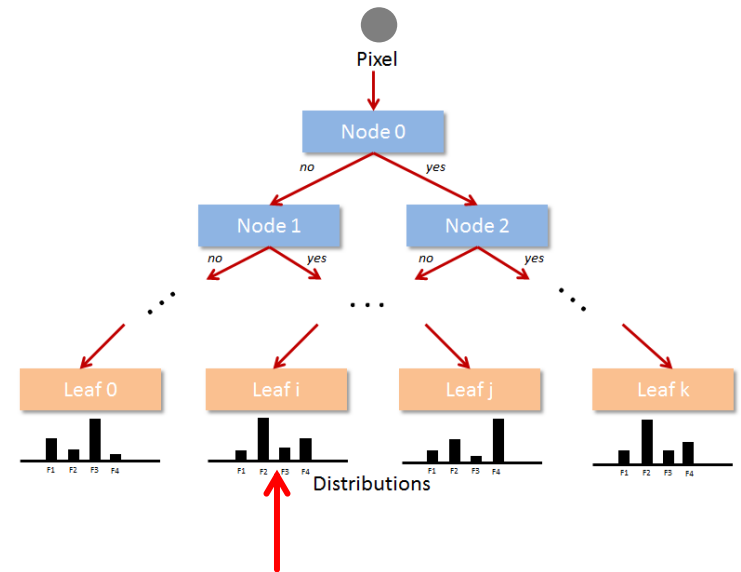 Pixel
Node 0
no yes
Node 1 Node 2
no yes no yes
Leaf 0 Leaf i Leaf j Leaf k
F1 F2 F3 F4 F1 F2 F3 F4 F1 F2 F3 F4 F1 F2 F3 F4
Distributions